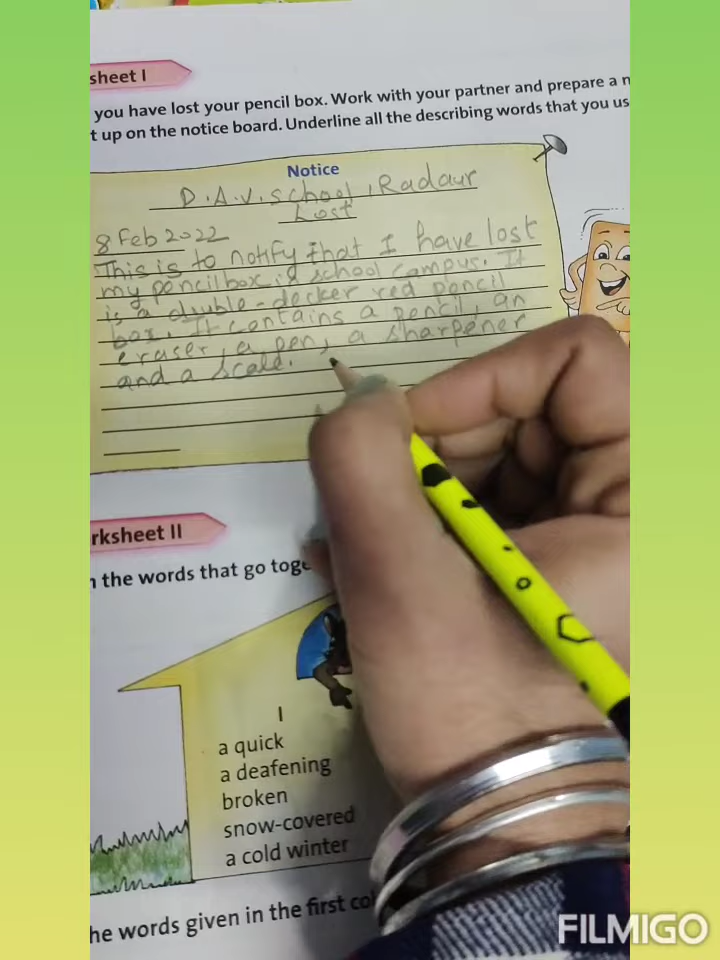 sheet I
you have lost your pencil box. Work with your partner and prepare a n
t up on the notice board. Underline all the describing words that you us
Notice
D.A.V. school, Radaur
Lost
8 Feb 2022
This is to notify that I have lost
my pencilbox id school campus. It
is a double-decker red pencil
box. It contains a pencil, an
eraser, a pen, a sharpener
and a scale.
rksheet II
h the words that go toge
I
a quick
a deafening
broken
snow-covered
a cold winter
he words given in the first co
FILMIGO